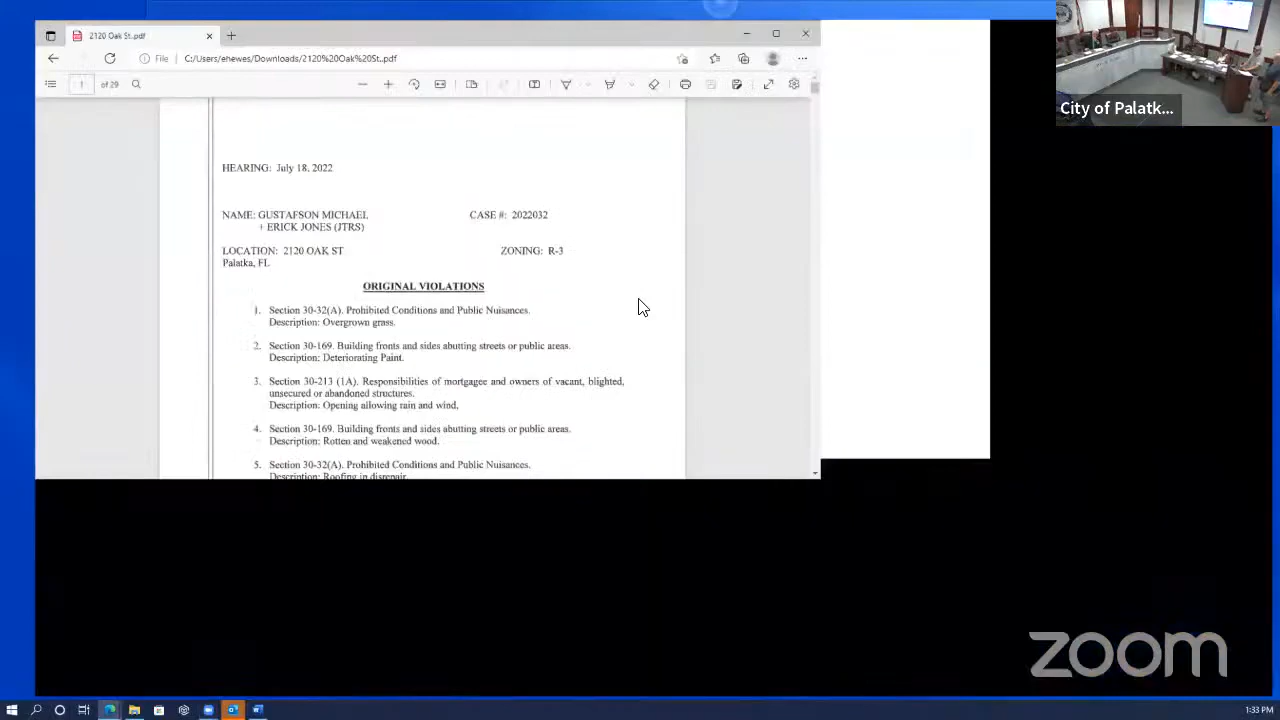 2120 Oak St..pdf
File
C:/Users/ehewes/Downloads/2120%20Oak%20St..pdf
1 of 29
City of Palatk...
HEARING: July 18, 2022
NAME: GUSTAFSON MICHAEL
+ ERICK JONES (JTRS)
CASE #: 2022032
LOCATION: 2120 OAK ST
Palatka, FL
ZONING: R-3
ORIGINAL VIOLATIONS
1. Section 30-32(A). Prohibited Conditions and Public Nuisances.
Description: Overgrown grass.
2. Section 30-169. Building fronts and sides abutting streets or public areas.
Description: Deteriorating Paint.
3. Section 30-213 (1A). Responsibilities of mortgagee and owners of vacant, blighted,
unsecured or abandoned structures.
Description: Opening allowing rain and wind.
4. Section 30-169. Building fronts and sides abutting streets or public areas.
Description: Rotten and weakened wood.
5. Section 30-32(A). Prohibited Conditions and Public Nuisances.
Description: Roofing in disrepair.
zoom
1:33 PM